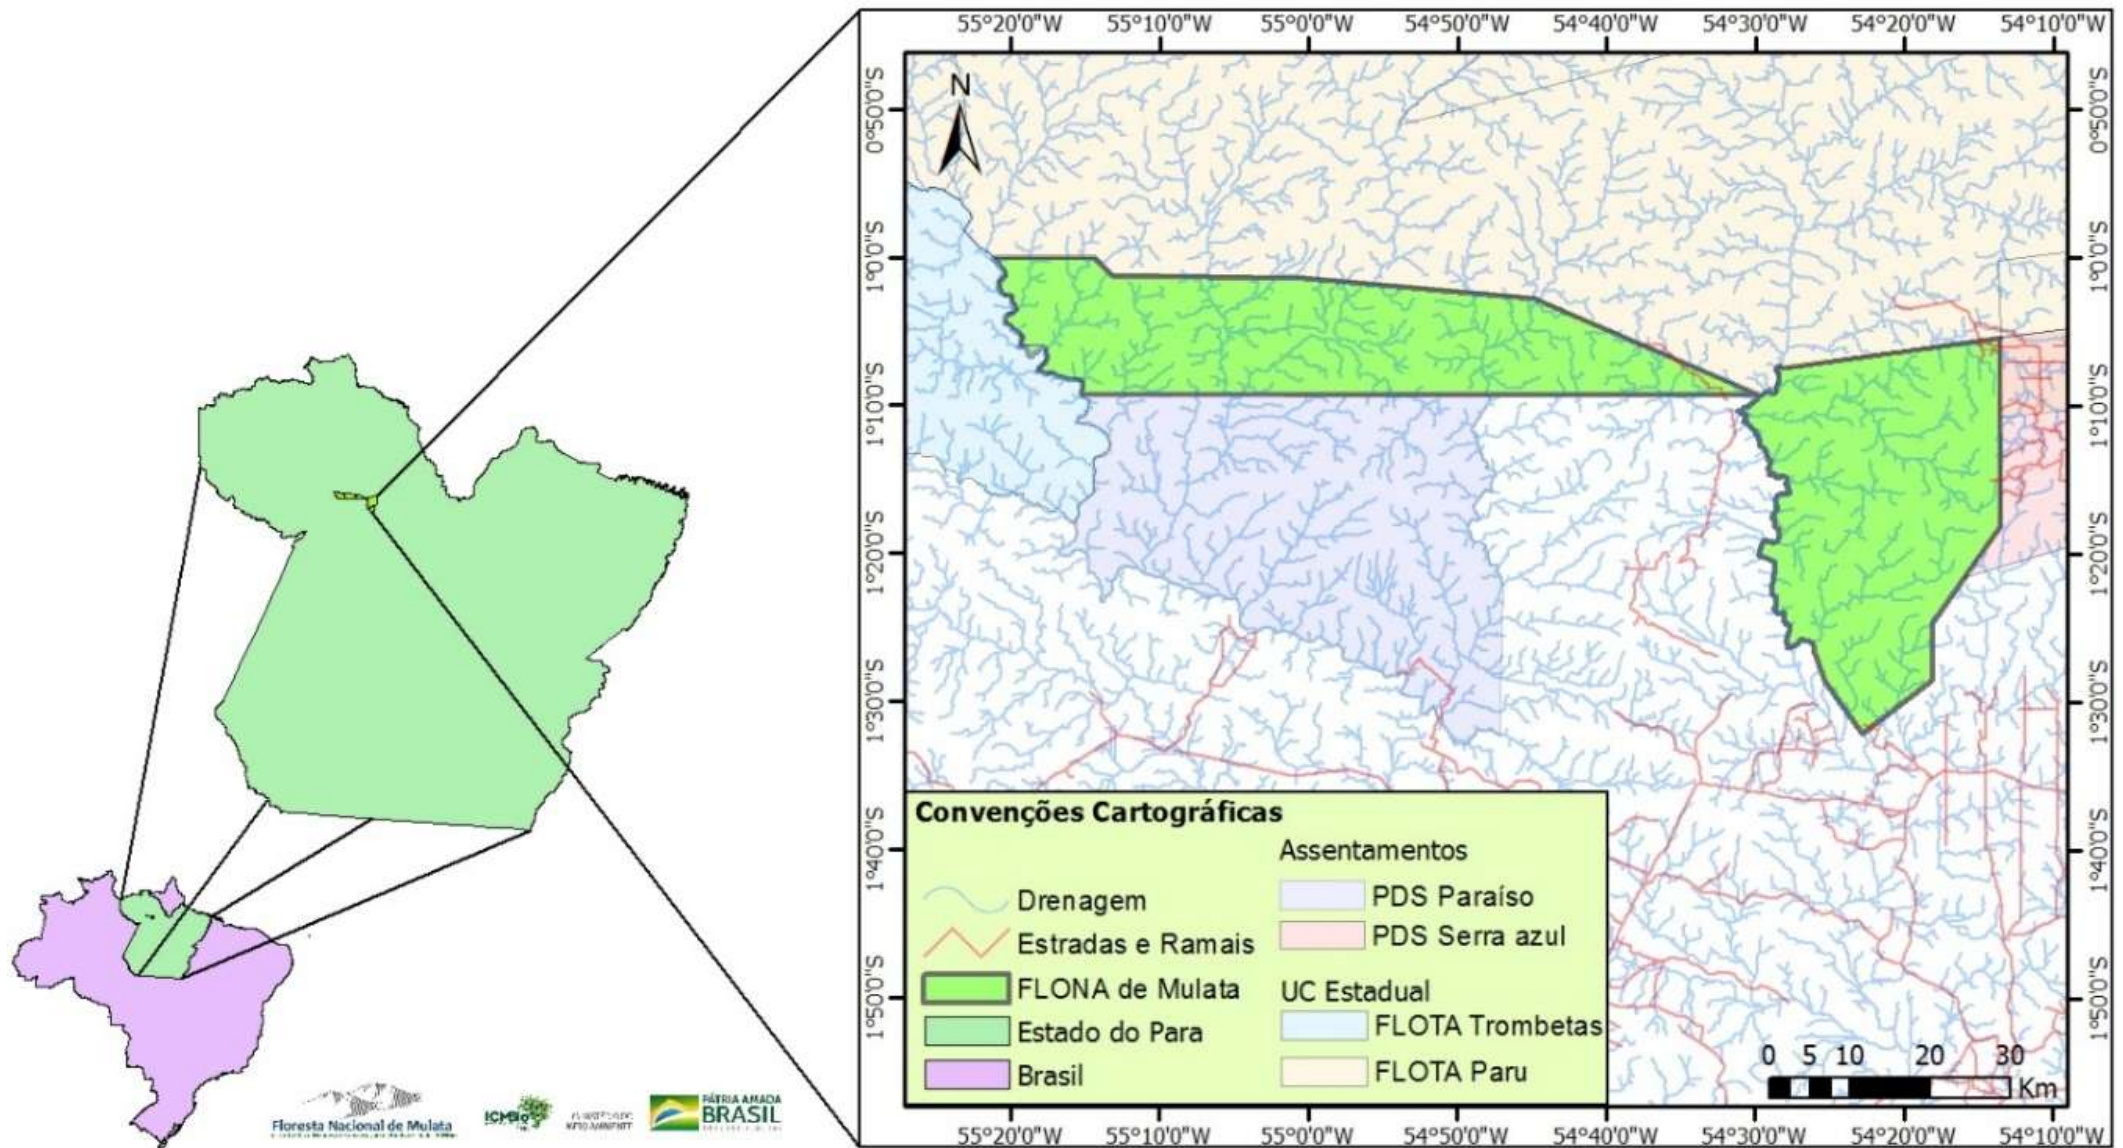 55°20'0"W 55°10'0"W 55°0'0"W 54°50'0"W 54°40'0"W 54°30'0"W 54°20'0"W 54°10'0"W
N
0°50'0"S
1°0'0"S
1°10'0"S
1°20'0"S
1°30'0"S
1°40'0"S
1°50'0"S
0°50'0"S
1°0'0"S
1°10'0"S
1°20'0"S
1°30'0"S
1°40'0"S
1°50'0"S
Convenções Cartográficas
Drenagem
Estradas e Ramais
FLONA de Mulata
Estado do Para
Brasil
Assentamentos
PDS Paraíso
PDS Serra azul
UC Estadual
FLOTA Trombetas
FLOTA Paru
0 5 10 20 30
Km
55°20'0"W 55°10'0"W 55°0'0"W 54°50'0"W 54°40'0"W 54°30'0"W 54°20'0"W 54°10'0"W
Floresta Nacional de Mulata
ICMBio
MEIO AMBIENTE
PÁTRIA AMADA
BRASIL